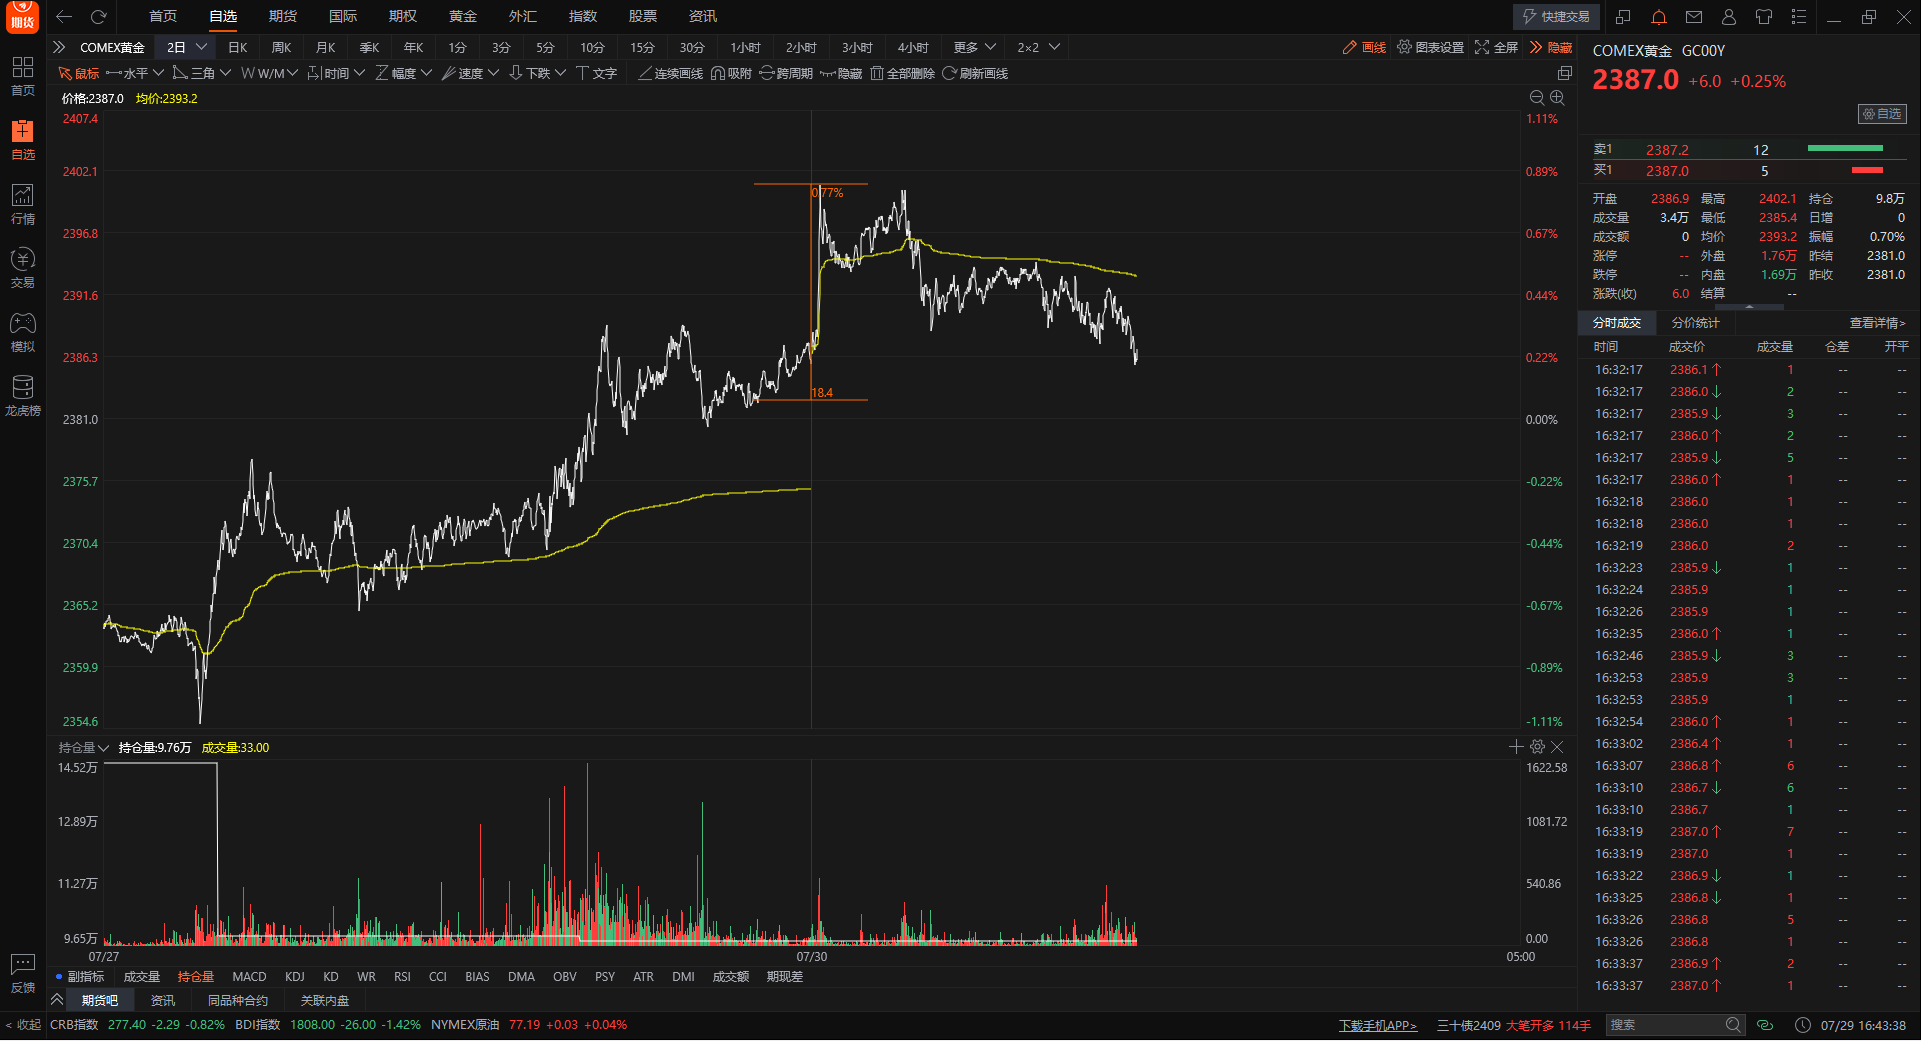 期货
首页 自选 期货 国际 期权 黄金 外汇 指数 股票 资讯 快捷交易
COMEX黄金 2日 日K 周K 月K 季K 年K 1分 3分 5分 10分 15分 30分 1小时 2小时 3小时 4小时 更多 2×2 画线 图表设置 全屏 隐藏
鼠标 水平 三角 W/M 时间 幅度 速度 下跌 文字 连续画线 吸附 跨周期 隐藏 全部删除 刷新画线
首页
自选
行情
交易
模拟
龙虎榜
反馈
< 收起
价格:2387.0 均价:2393.2
2407.4 1.11%
2402.1 0.89%
2396.8 0.67%
2391.6 0.44%
2386.3 0.22%
2381.0 0.00%
2375.7 -0.22%
2370.4 -0.44%
2365.2 -0.67%
2359.9 -0.89%
2354.6 -1.11%
0.77%
18.4
持仓量 持仓量:9.76万 成交量:33.00
14.52万 1622.58
12.89万 1081.72
11.27万 540.86
9.65万 0.00
07/27 07/30 05:00
副指标 成交量 持仓量 MACD KDJ KD WR RSI CCI BIAS DMA OBV PSY ATR DMI 成交额 期现差
期货吧 资讯 同品种合约 关联内盘
COMEX黄金 GC00Y
2387.0 +6.0 +0.25%
自选
卖1 2387.2 12
买1 2387.0 5
开盘 2386.9 最高 2402.1 持仓 9.8万
成交量 3.4万 最低 2385.4 日增 0
成交额 0 均价 2393.2 振幅 0.70%
涨停 -- 外盘 1.76万 昨结 2381.0
跌停 -- 内盘 1.69万 昨收 2381.0
涨跌(收) 6.0 结算 --
分时成交 分价统计 查看详情>
时间 成交价 成交量 仓差 开平
16:32:17 2386.1↑ 1 -- --
16:32:17 2386.0↓ 2 -- --
16:32:17 2385.9↓ 3 -- --
16:32:17 2386.0↑ 2 -- --
16:32:17 2385.9↓ 5 -- --
16:32:17 2386.0↑ 1 -- --
16:32:18 2386.0 1 -- --
16:32:18 2386.0 1 -- --
16:32:19 2386.0 2 -- --
16:32:23 2385.9↓ 1 -- --
16:32:24 2385.9 1 -- --
16:32:26 2385.9 1 -- --
16:32:35 2386.0↑ 1 -- --
16:32:46 2385.9↓ 3 -- --
16:32:53 2385.9 3 -- --
16:32:53 2385.9 1 -- --
16:32:54 2386.0↑ 1 -- --
16:33:02 2386.4↑ 1 -- --
16:33:07 2386.8↑ 6 -- --
16:33:10 2386.7↓ 6 -- --
16:33:10 2386.7 1 -- --
16:33:19 2387.0↑ 7 -- --
16:33:19 2387.0 1 -- --
16:33:22 2386.9↓ 1 -- --
16:33:25 2386.8↓ 1 -- --
16:33:26 2386.8 5 -- --
16:33:26 2386.8 1 -- --
16:33:37 2386.9↑ 2 -- --
16:33:37 2387.0↑ 1 -- --
CRB指数 277.40 -2.29 -0.82% BDI指数 1808.00 -26.00 -1.42% NYMEX原油 77.19 +0.03 +0.04% 下载手机APP> 三十债2409 大笔开多 114手 搜索 07/29 16:43:38